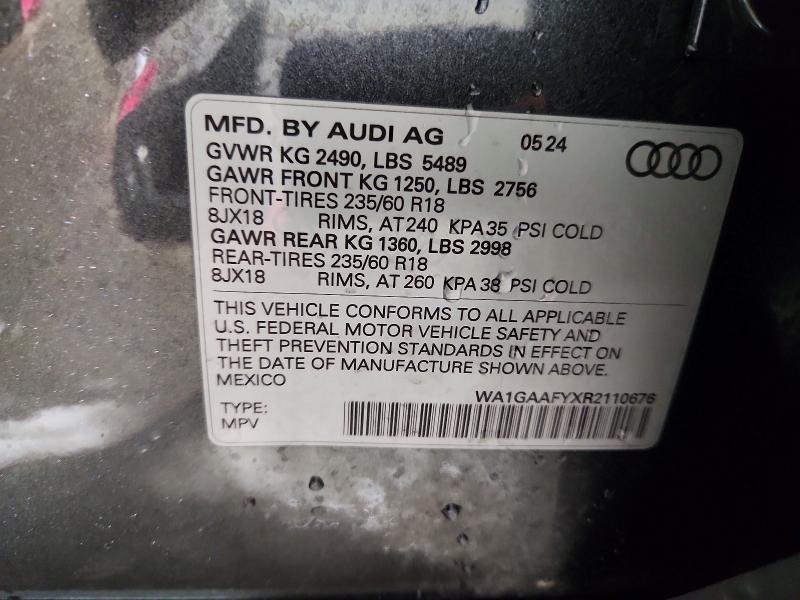 MFD. BY AUDI AG 05 24
GVWR KG 2490, LBS 5489
GAWR FRONT KG 1250, LBS 2756
FRONT-TIRES 235/60 R18
8JX18 RIMS, AT 240 KPA 35 PSI COLD
GAWR REAR KG 1360, LBS 2998
REAR-TIRES 235/60 R18
8JX18 RIMS, AT 260 KPA 38 PSI COLD
THIS VEHICLE CONFORMS TO ALL APPLICABLE
U.S. FEDERAL MOTOR VEHICLE SAFETY AND
THEFT PREVENTION STANDARDS IN EFFECT ON
THE DATE OF MANUFACTURE SHOWN ABOVE.
MEXICO
WA1GAAFYXR2110676
TYPE:
MPV